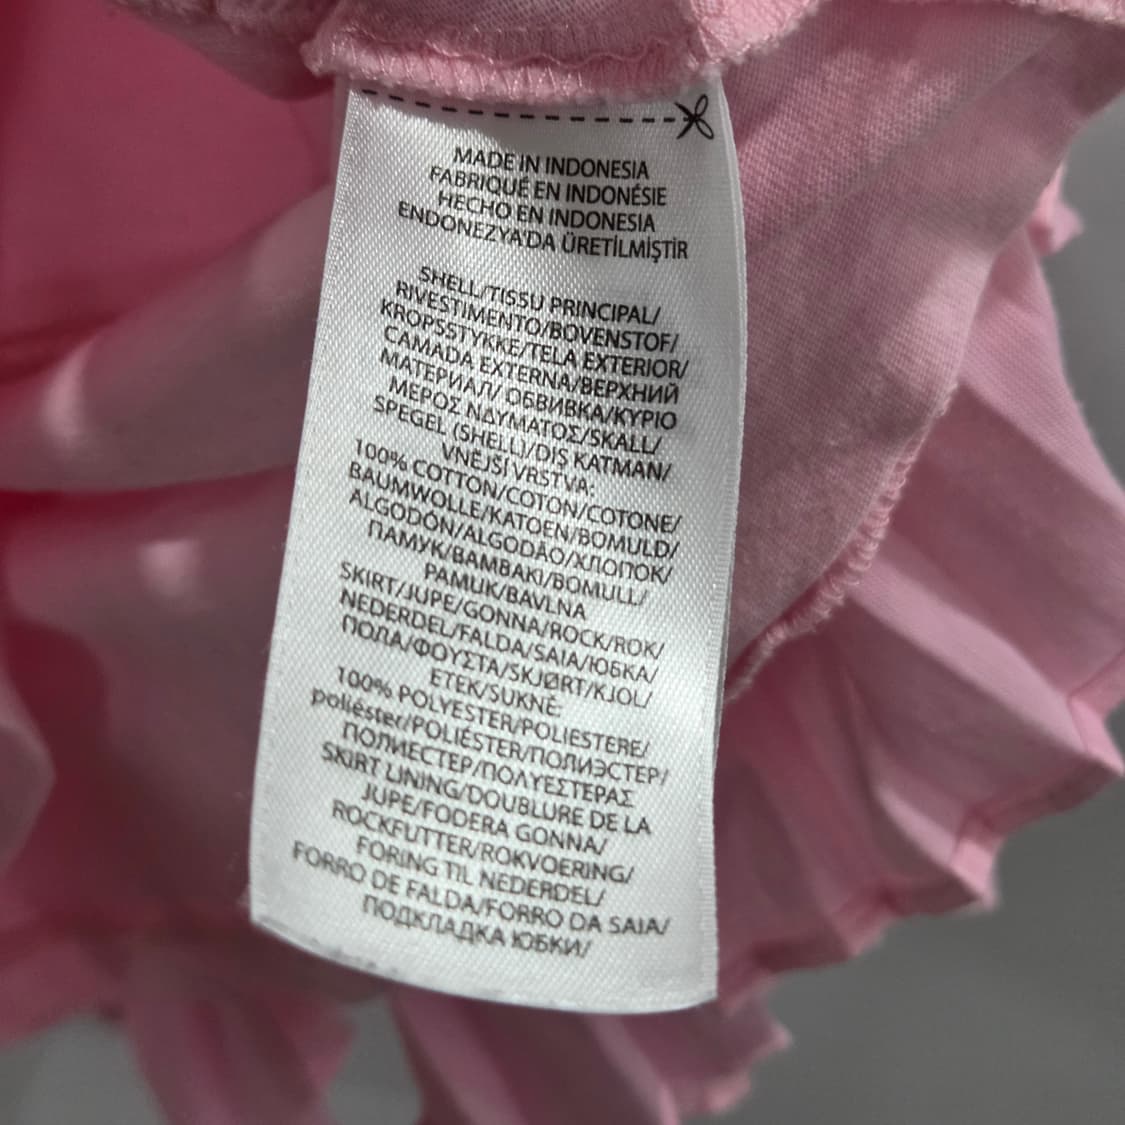 MADE IN INDONESIA
FABRIQUÉ EN INDONÉSIE
HECHO EN INDONESIA
ENDONEZYA'DA ÜRETİLMİŞTİR
SHELL/TISSU PRINCIPAL/
RIVESTIMENTO/BOVENSTOF/
KROPSSTYKKE/TELA EXTERIOR/
CAMADA EXTERNA/ВЕРХНИЙ
МАТЕРИАЛ/ ОБВИВКА/ΚΥΡΙΟ
ΜΕΡΟΣ ΝΔΥΜΑΤΟΣ/SKALL/
SPEGEL (SHELL)/DIŞ KATMAN/
VNĚJŠÍ VRSTVA:
100% COTTON/COTON/COTONE/
BAUMWOLLE/KATOEN/BOMULD/
ALGODÓN/ALGODÃO/ХЛОПОК/
ПАМУК/ΒΑΜΒΑΚΙ/BOMULL/
PAMUK/BAVLNA
SKIRT/JUPE/GONNA/ROCK/ROK/
NEDERDEL/FALDA/SAIA/ЮБКА/
ПОЛА/ΦΟΥΣΤΑ/SKJØRT/KJOL/
ETEK/SUKNĚ:
100% POLYESTER/POLIESTERE/
poliéster/POLIÉSTER/ПОЛИЭСТЕР/
ПОЛИЕСТЕР/ΠΟΛΥΕΣΤΕΡΑΣ
SKIRT LINING/DOUBLURE DE LA
JUPE/FODERA GONNA/
ROCKFUTTER/ROKVOERING/
FORING TIL NEDERDEL/
FORRO DE FALDA/FORRO DA SAIA/
ПОДКЛАДКА ЮБКИ/